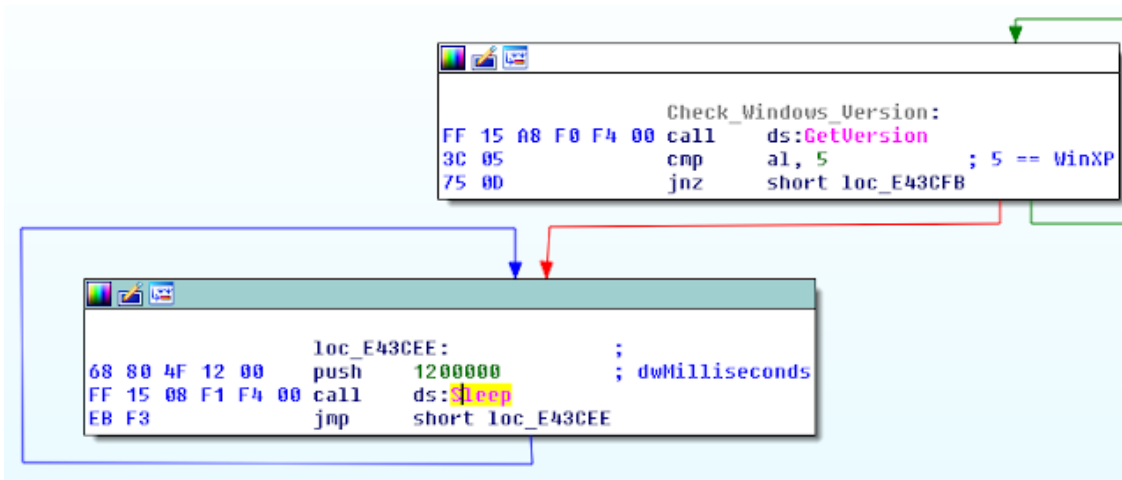 Check_Windows_Version:
FF 15 A8 F0 F4 00 call ds:GetVersion
3C 05 cmp al, 5 ; 5 == WinXP
75 0D jnz short loc_E43CFB
loc_E43CEE: ;
68 80 4F 12 00 push 1200000 ; dwMilliseconds
FF 15 08 F1 F4 00 call ds:Sleep
EB F3 jmp short loc_E43CEE